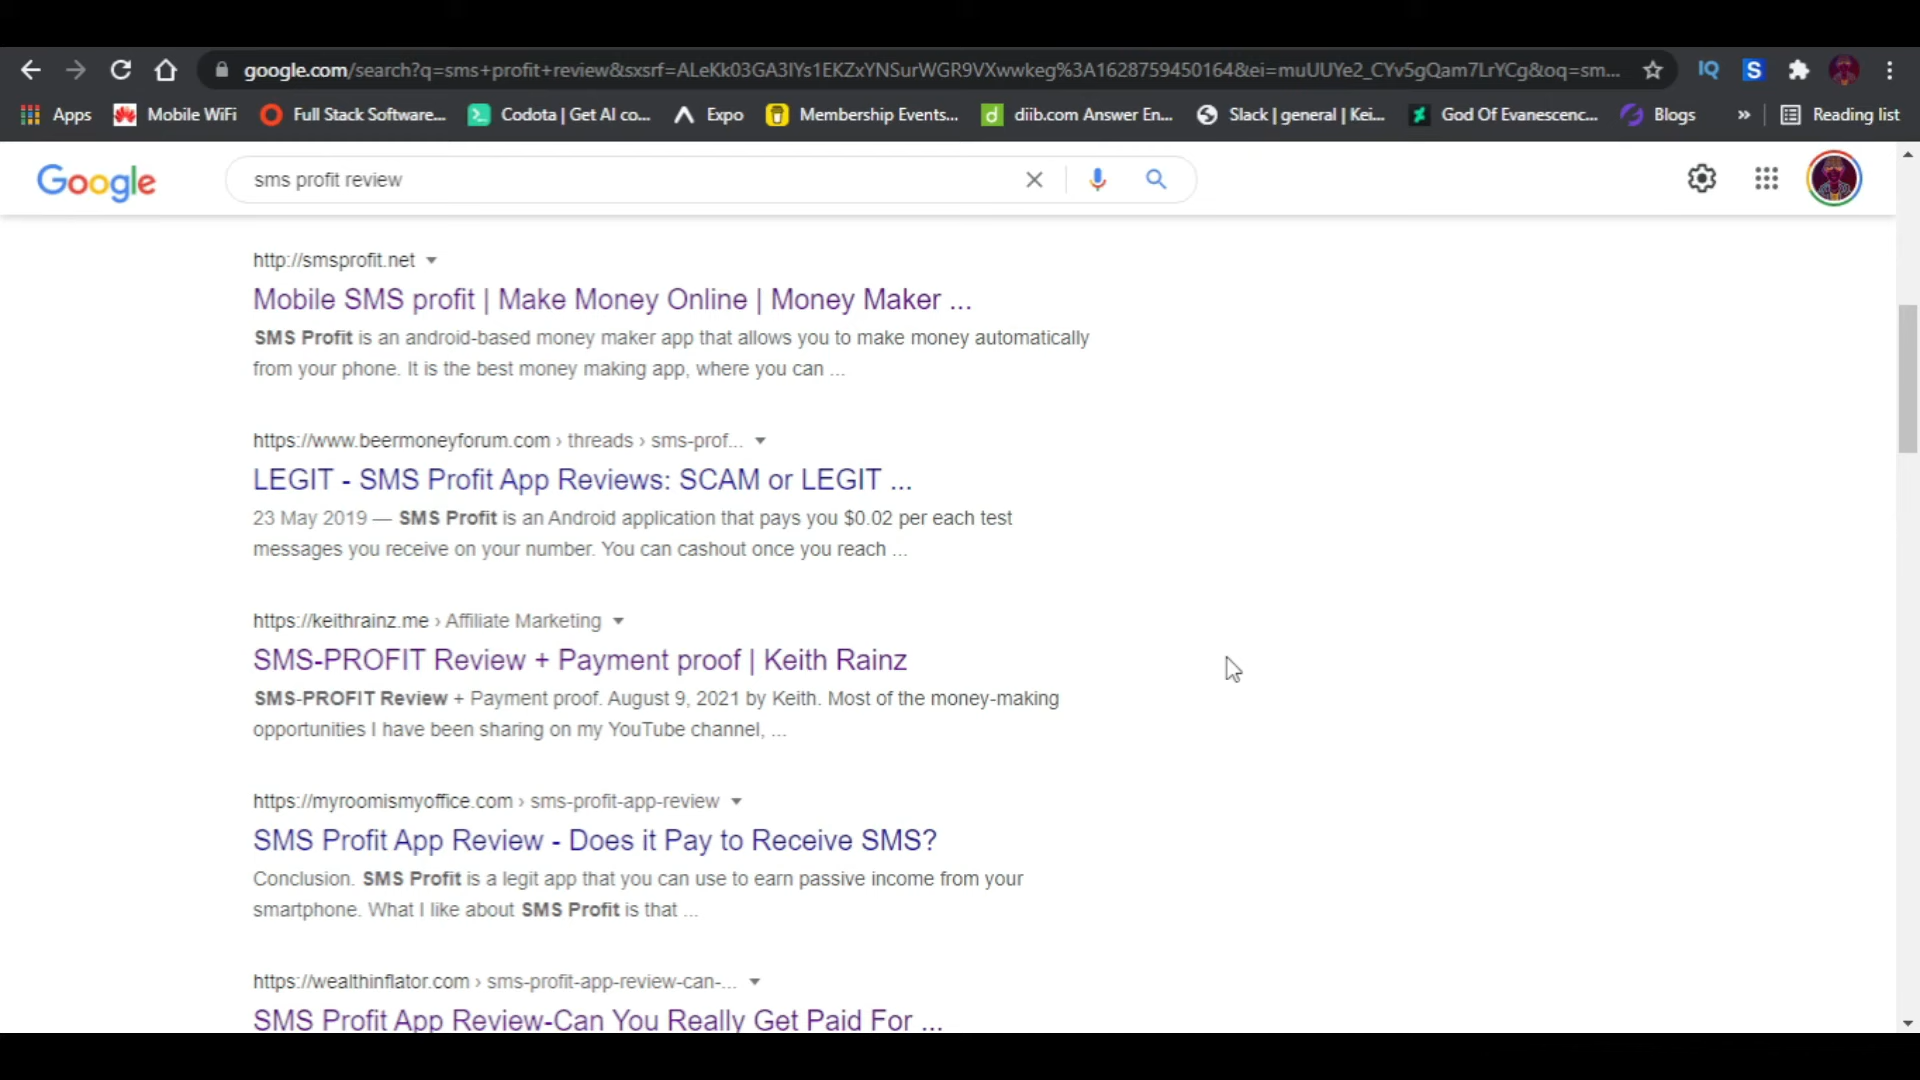 google.com/search?q=sms+profit+review&sxsrf=ALeKk03GA3IYs1EKZxYNSurWGR9VXwwkeg%3A1628759450164&ei=muUUYe2_CYv5gQam7LrYCg&oq=sm...
IQ
S
Apps
Mobile WiFi
Full Stack Software...
Codota | Get AI co...
Expo
Membership Events...
d
diib.com Answer En...
Slack | general | Kei...
God Of Evanescenc...
Blogs
»
Reading list
Google
sms profit review
http://smsprofit.net
Mobile SMS profit | Make Money Online | Money Maker ...
SMS Profit is an android-based money maker app that allows you to make money automatically
from your phone. It is the best money making app, where you can ...
https://www.beermoneyforum.com › threads › sms-prof...
LEGIT - SMS Profit App Reviews: SCAM or LEGIT ...
23 May 2019 — SMS Profit is an Android application that pays you $0.02 per each test
messages you receive on your number. You can cashout once you reach ...
https://keithrainz.me › Affiliate Marketing
SMS-PROFIT Review + Payment proof | Keith Rainz
SMS-PROFIT Review + Payment proof. August 9, 2021 by Keith. Most of the money-making
opportunities I have been sharing on my YouTube channel, ...
https://myroomismyoffice.com › sms-profit-app-review
SMS Profit App Review - Does it Pay to Receive SMS?
Conclusion. SMS Profit is a legit app that you can use to earn passive income from your
smartphone. What I like about SMS Profit is that ...
https://wealthinflator.com › sms-profit-app-review-can-...
SMS Profit App Review-Can You Really Get Paid For ...